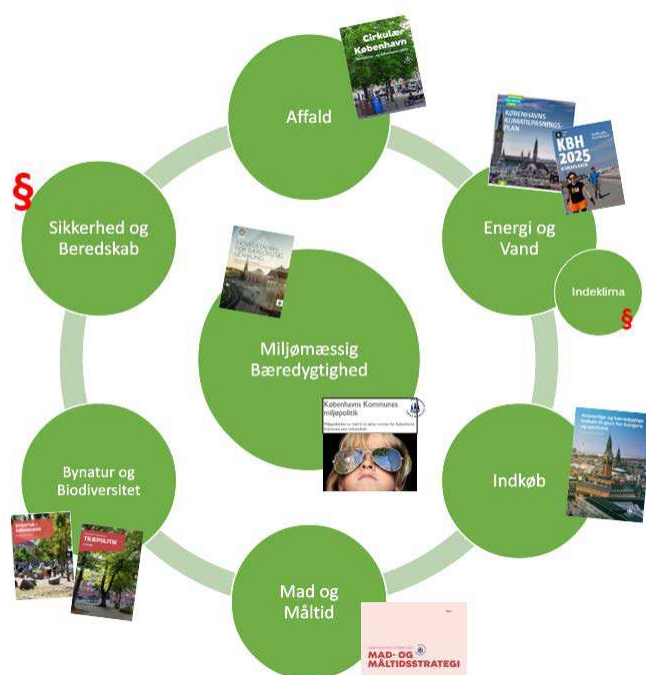 Affald
Cirkulær
København
KØBENHAVNS
KLIMATILPASNINGS-
PLAN
KBH
2025
Energi og
Vand
Indeklima
§
§
Sikkerhed og
Beredskab
Miljømæssig
Bæredygtighed
Københavns Kommunes
miljøpolitik
Indkøb
Bynatur og
Biodiversitet
TRÆPOLITIK
Mad og
Måltid
MAD- OG
MÅLTIDSSTRATEGI